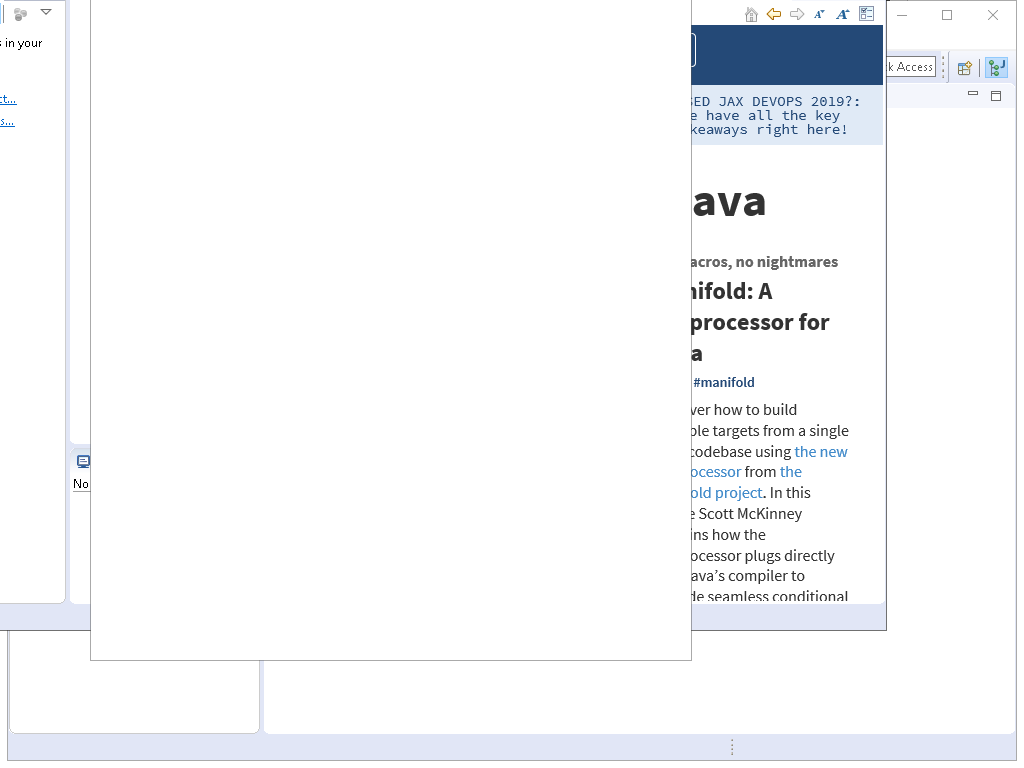 s in your
ct...
s...
No
k Access
SED JAX DEVOPS 2019?:
e have all the key
keaways right here!
ava
acros, no nightmares
nifold: A
processor for
a
#manifold
ver how to build
ble targets from a single
codebase using the new
ocessor from the
old project. In this
e Scott McKinney
ins how the
ocessor plugs directly
ava's compiler to
de seamless conditional